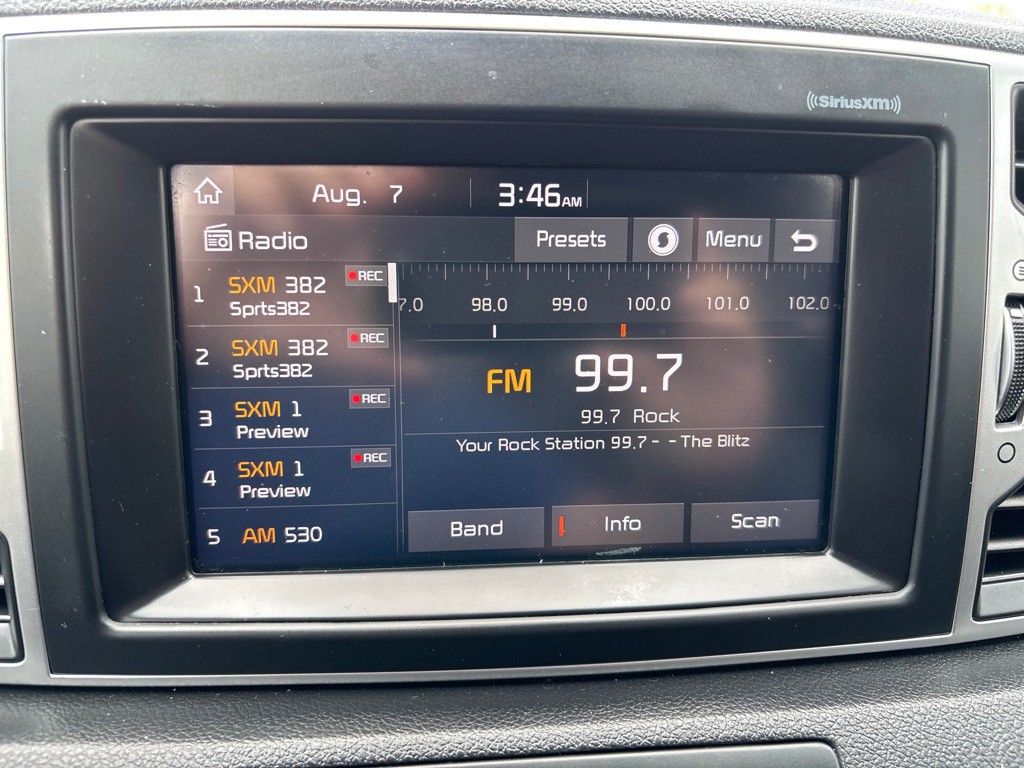 SiriusXM
Aug. 7 3:46AM
Radio Presets Menu
1 SXM 382 REC
Sprts382
2 SXM 382 REC
Sprts382
3 SXM 1 REC
Preview
4 SXM 1 REC
Preview
5 AM 530
7.0 98.0 99.0 100.0 101.0 102.0
FM 99.7
99.7 Rock
Your Rock Station 99.7- - The Blitz
Band Info Scan